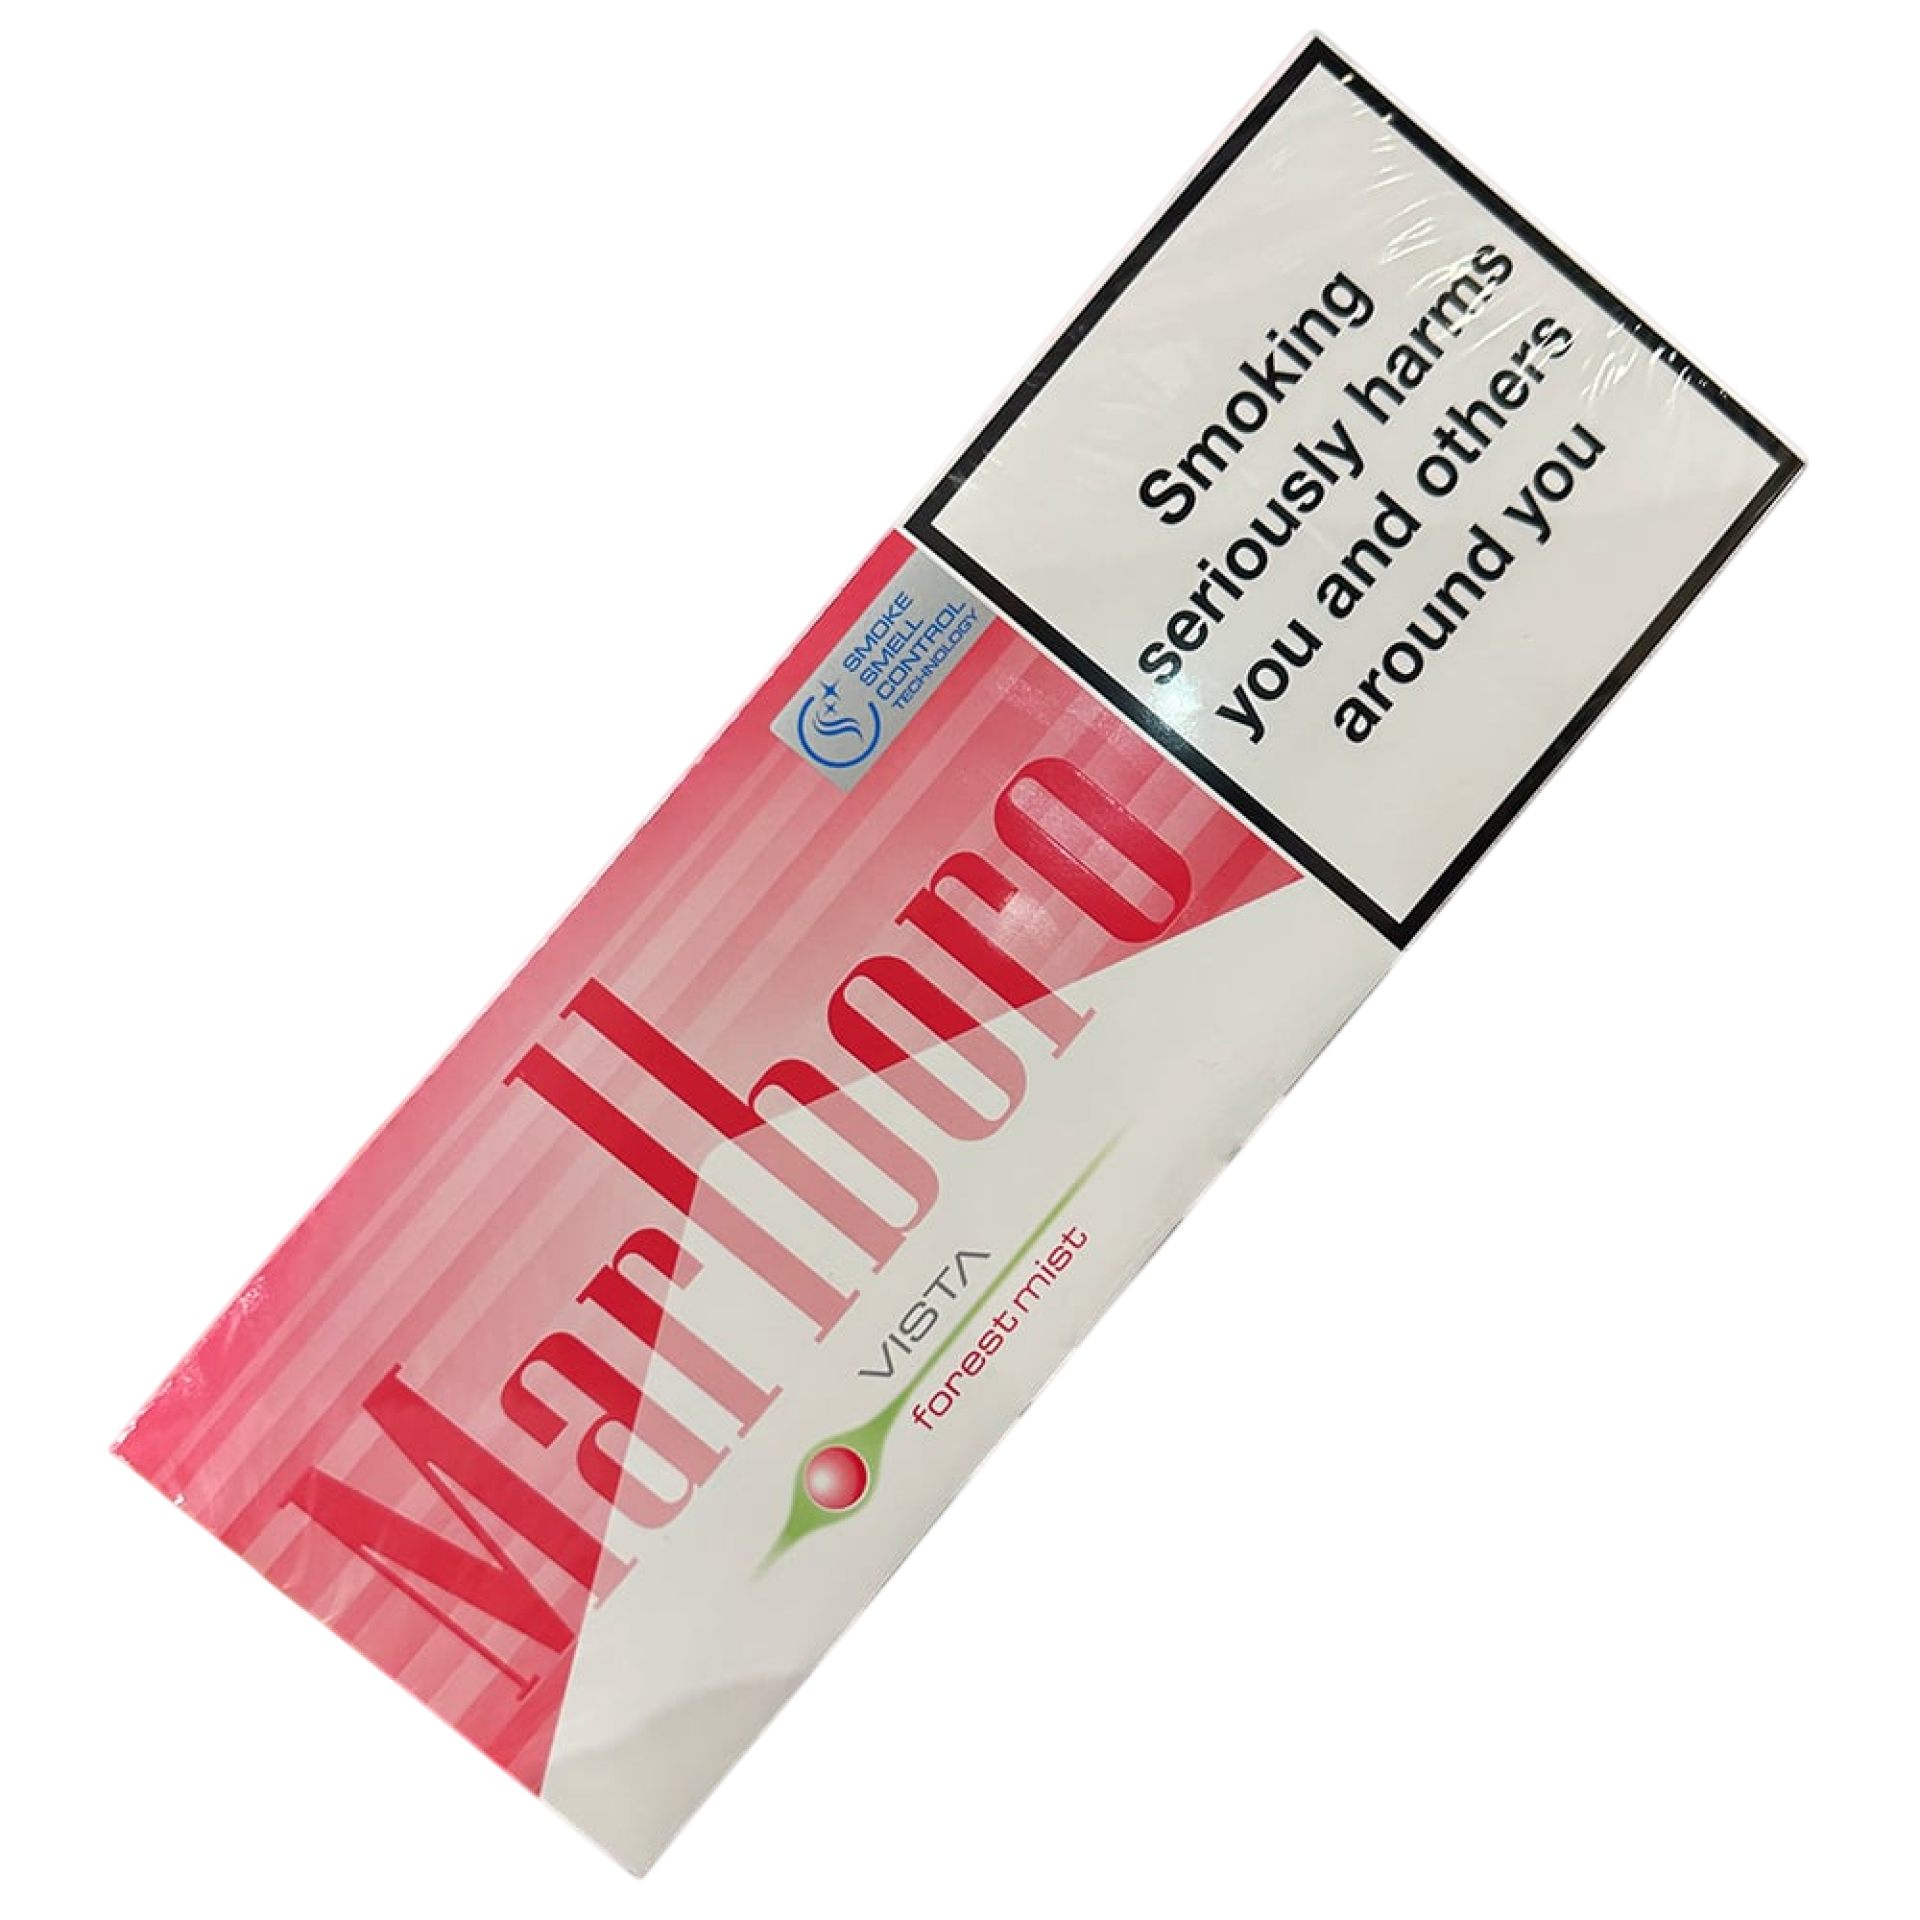 Smoking
seriously harms
you and others
around you
SMOKE
SMELL
CONTROL
TECHNOLOGY
Marlboro
VISTA
forest mist